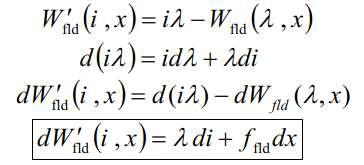 W′fld(i ,x)=iλ−Wfld(λ ,x)
d(iλ)=idλ+λdi
dW′fld(i ,x)=d(iλ)−dWfld(λ,x)
dW′fld(i ,x)=λ di+ffld dx